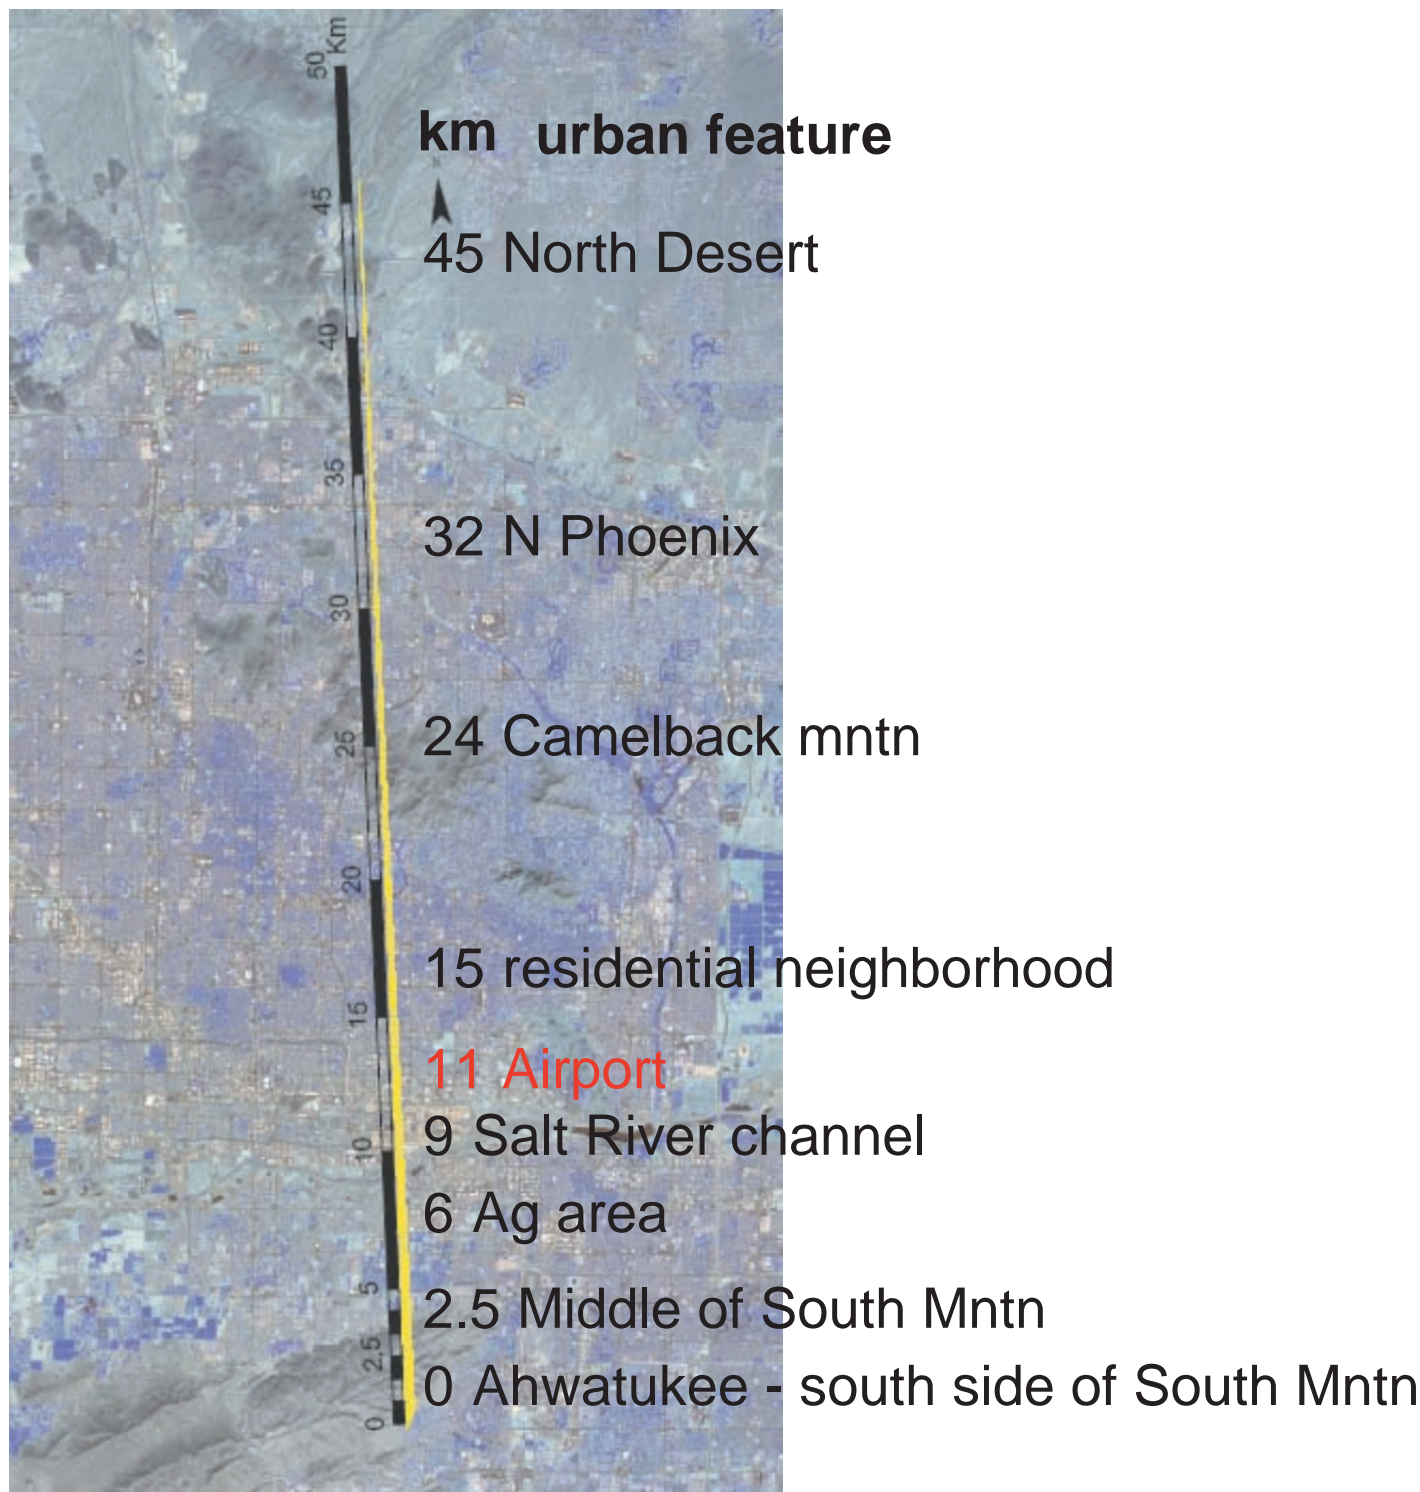 50 Km
km urban feature
45
45 North Desert
40
35
32 N Phoenix
30
24 Camelback mntn
25
20
15 residential neighborhood
15
11 Airport
9 Salt River channel
10
6 Ag area
5
2.5 Middle of South Mntn
2.5
0 Ahwatukee - south side of South Mntn
0